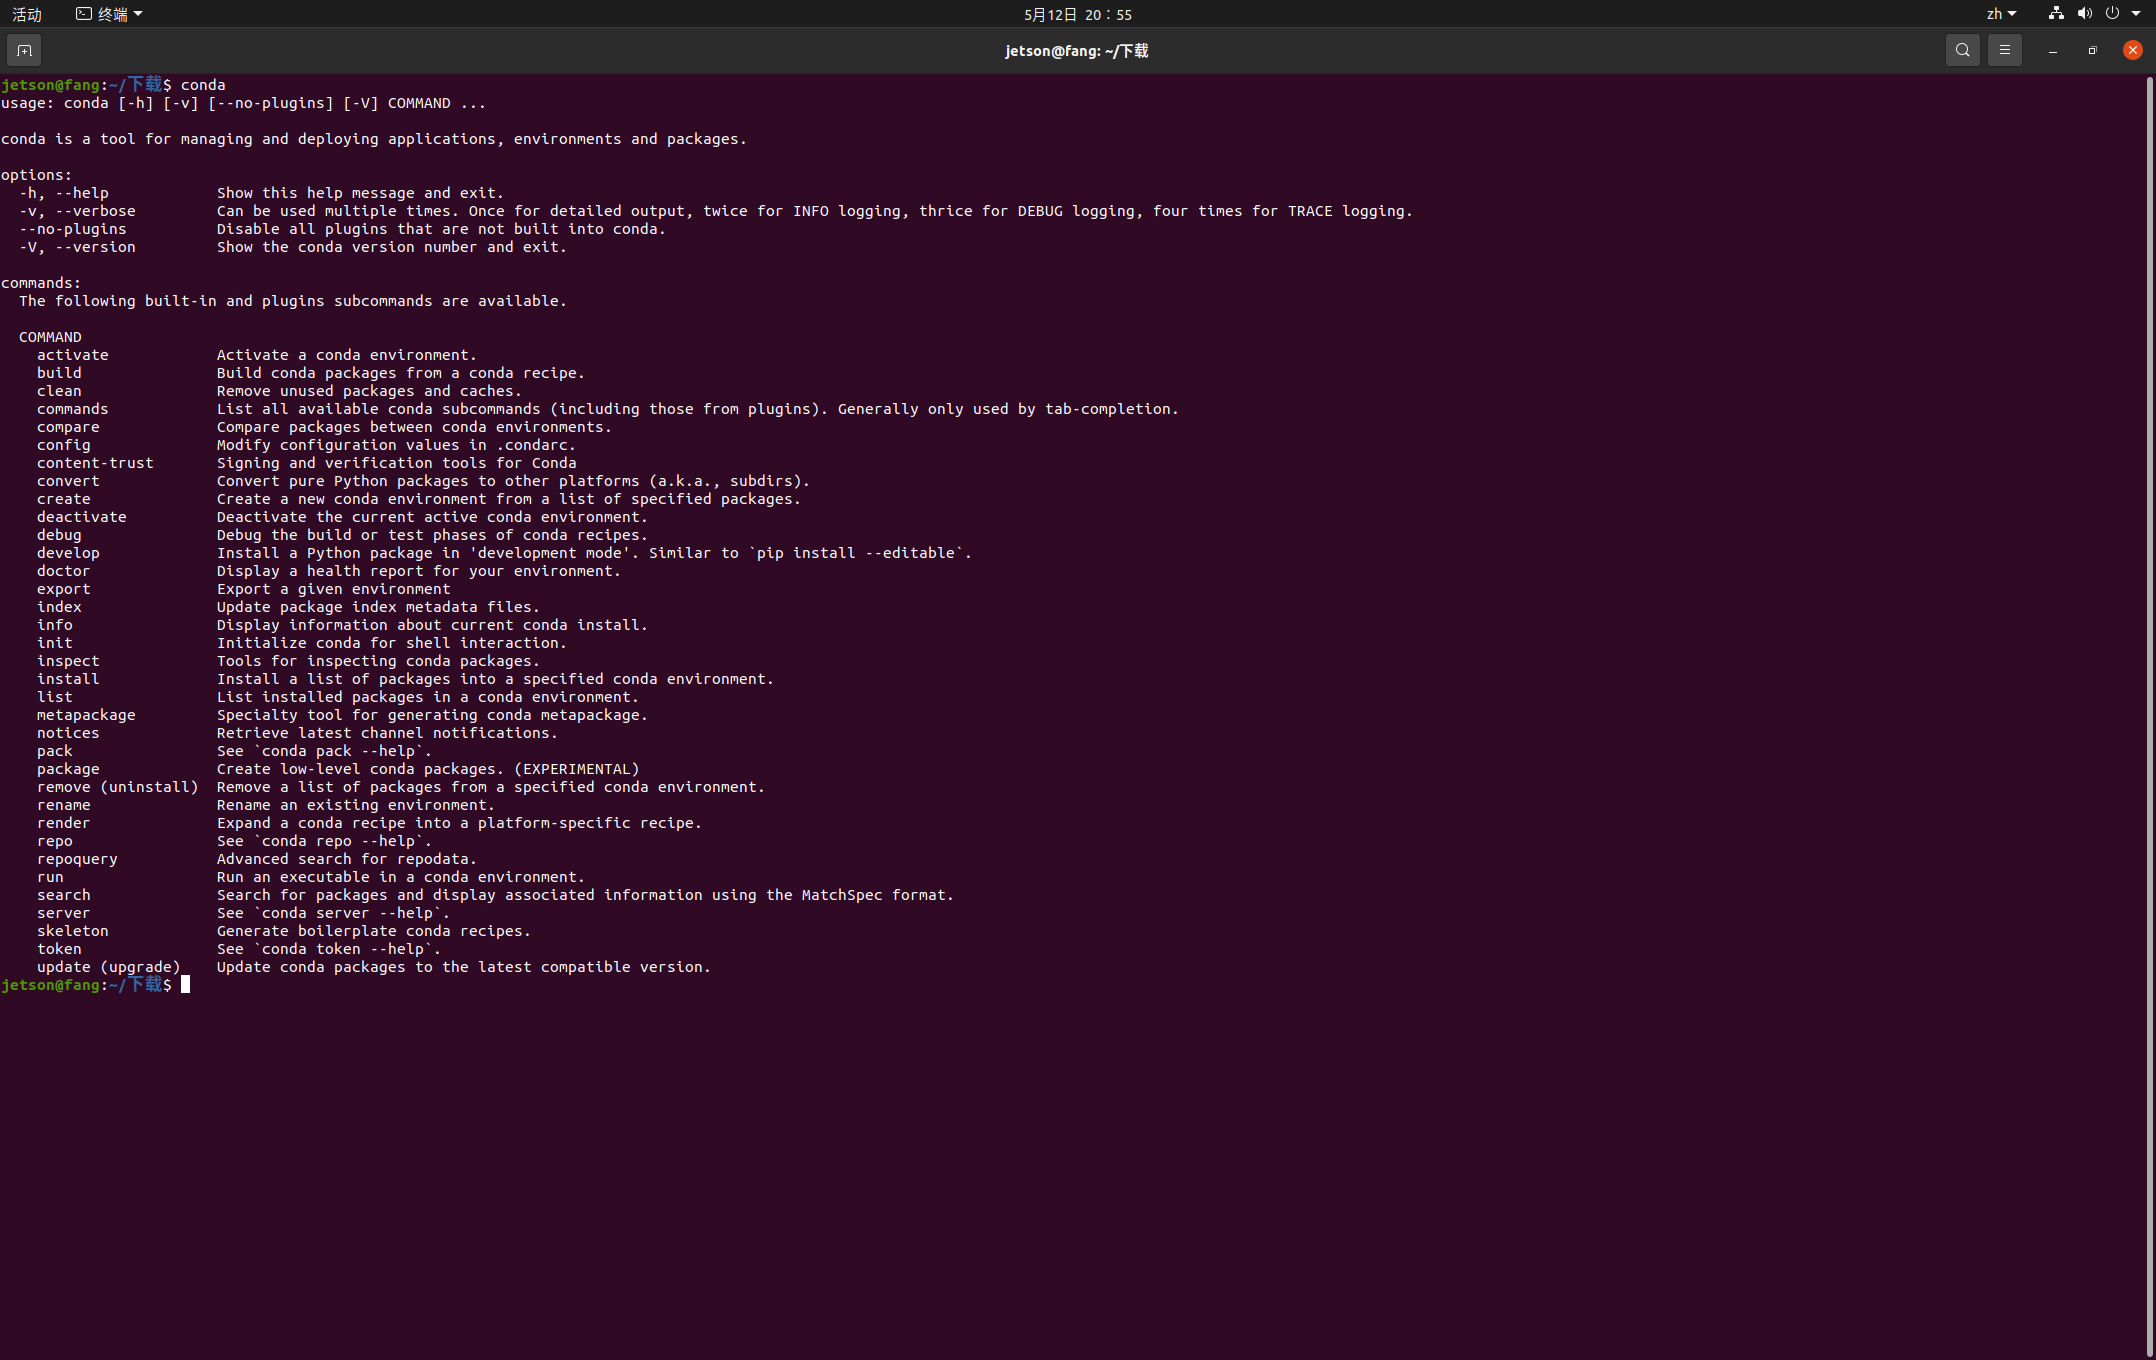 活动 终端 5月12日 20：55 zh
jetson@fang: ~/下载
jetson@fang:~/下载$ conda
usage: conda [-h] [-v] [--no-plugins] [-V] COMMAND ...
conda is a tool for managing and deploying applications, environments and packages.
options:
-h, --help Show this help message and exit.
-v, --verbose Can be used multiple times. Once for detailed output, twice for INFO logging, thrice for DEBUG logging, four times for TRACE logging.
--no-plugins Disable all plugins that are not built into conda.
-V, --version Show the conda version number and exit.
commands:
The following built-in and plugins subcommands are available.
COMMAND
activate Activate a conda environment.
build Build conda packages from a conda recipe.
clean Remove unused packages and caches.
commands List all available conda subcommands (including those from plugins). Generally only used by tab-completion.
compare Compare packages between conda environments.
config Modify configuration values in .condarc.
content-trust Signing and verification tools for Conda
convert Convert pure Python packages to other platforms (a.k.a., subdirs).
create Create a new conda environment from a list of specified packages.
deactivate Deactivate the current active conda environment.
debug Debug the build or test phases of conda recipes.
develop Install a Python package in 'development mode'. Similar to `pip install --editable`.
doctor Display a health report for your environment.
export Export a given environment
index Update package index metadata files.
info Display information about current conda install.
init Initialize conda for shell interaction.
inspect Tools for inspecting conda packages.
install Install a list of packages into a specified conda environment.
list List installed packages in a conda environment.
metapackage Specialty tool for generating conda metapackage.
notices Retrieve latest channel notifications.
pack See `conda pack --help`.
package Create low-level conda packages. (EXPERIMENTAL)
remove (uninstall) Remove a list of packages from a specified conda environment.
rename Rename an existing environment.
render Expand a conda recipe into a platform-specific recipe.
repo See `conda repo --help`.
repoquery Advanced search for repodata.
run Run an executable in a conda environment.
search Search for packages and display associated information using the MatchSpec format.
server See `conda server --help`.
skeleton Generate boilerplate conda recipes.
token See `conda token --help`.
update (upgrade) Update conda packages to the latest compatible version.
jetson@fang:~/下载$